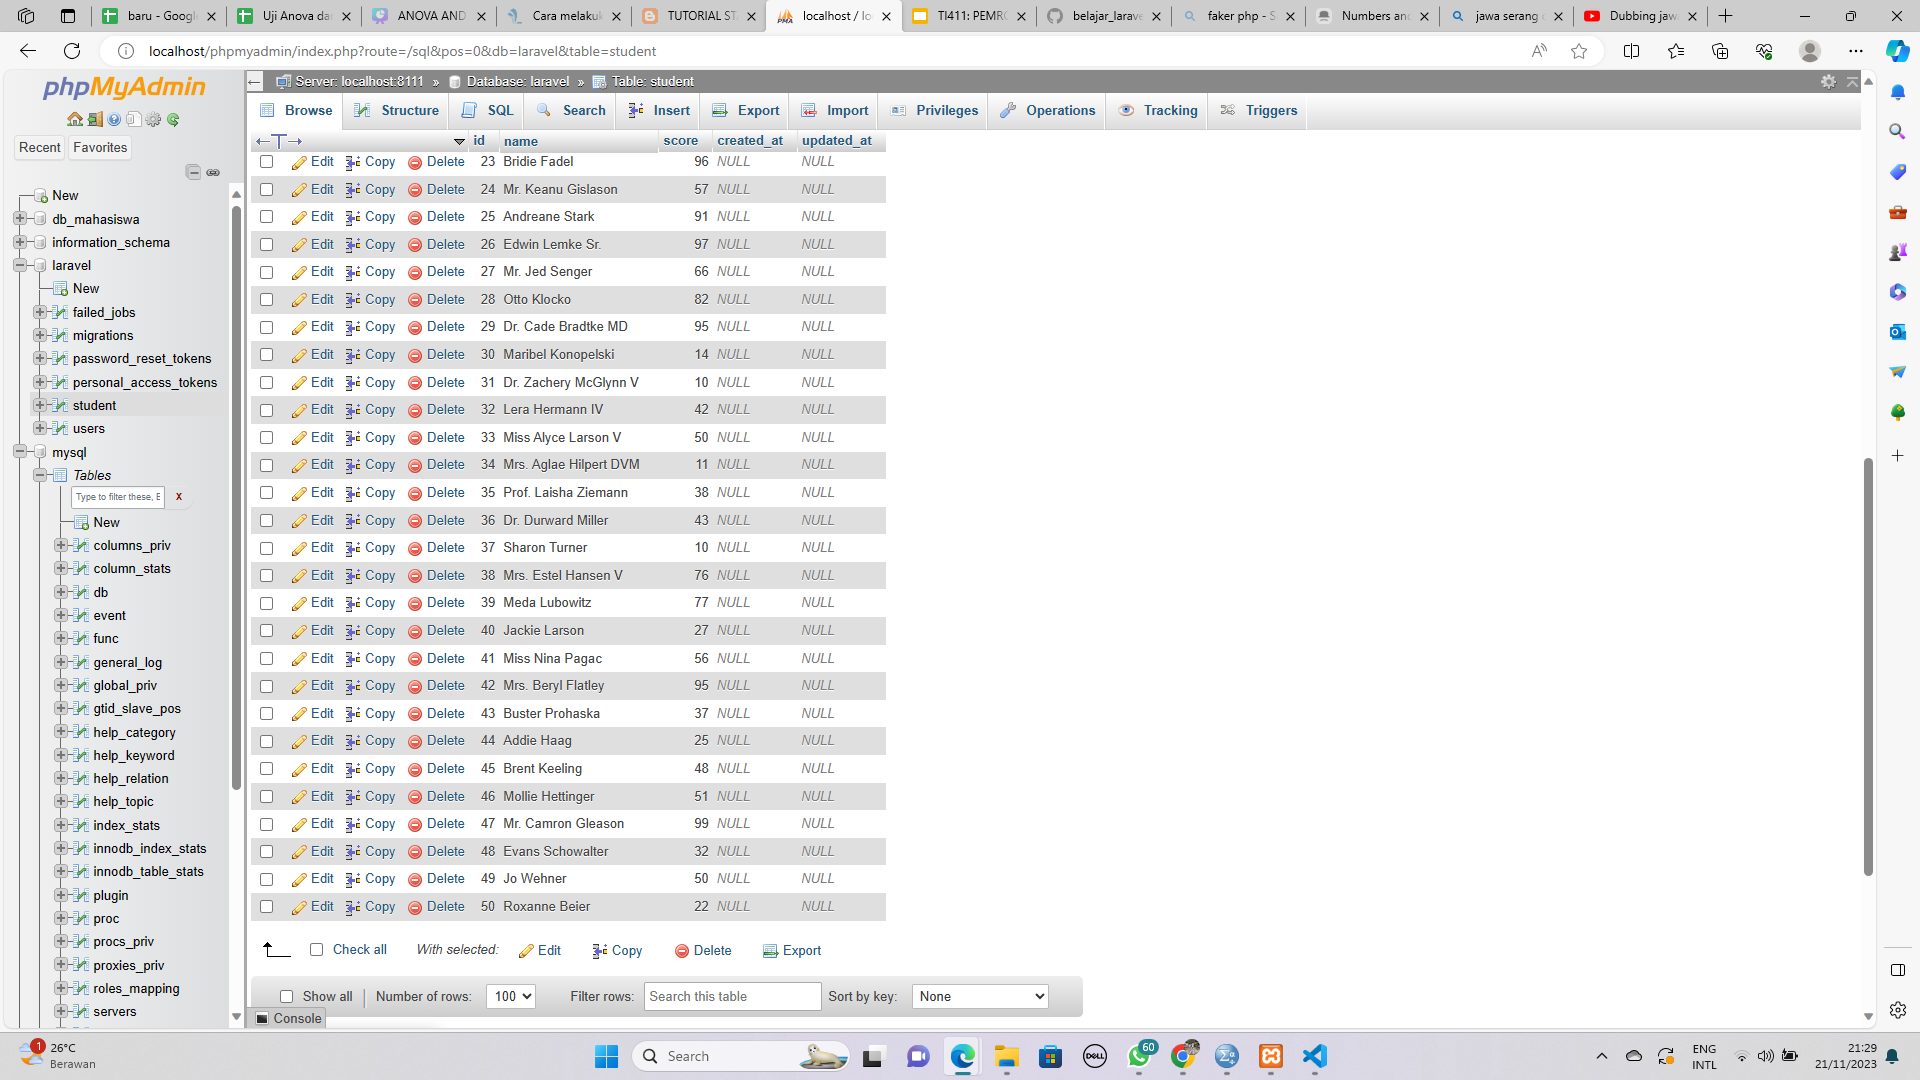 baru - Google
Uji Anova da
ANOVA AND
Cara melaku
TUTORIAL ST
localhost / lo
TI411: PEMRO
belajar_larave
faker php - S
Numbers an
jawa serang
Dubbing jaw
localhost/phpmyadmin/index.php?route=/sql&pos=0&db=laravel&table=student
phpMyAdmin
Recent Favorites
New
db_mahasiswa
information_schema
laravel
New
failed_jobs
migrations
password_reset_tokens
personal_access_tokens
student
users
mysql
Tables
Type to filter these, E X
New
columns_priv
column_stats
db
event
func
general_log
global_priv
gtid_slave_pos
help_category
help_keyword
help_relation
help_topic
index_stats
innodb_index_stats
innodb_table_stats
plugin
proc
procs_priv
proxies_priv
roles_mapping
servers
Server: localhost:8111 » Database: laravel » Table: student
Browse Structure SQL Search Insert Export Import Privileges Operations Tracking Triggers
id name score created_at updated_at
Edit Copy Delete 23 Bridie Fadel 96 NULL NULL
Edit Copy Delete 24 Mr. Keanu Gislason 57 NULL NULL
Edit Copy Delete 25 Andreane Stark 91 NULL NULL
Edit Copy Delete 26 Edwin Lemke Sr. 97 NULL NULL
Edit Copy Delete 27 Mr. Jed Senger 66 NULL NULL
Edit Copy Delete 28 Otto Klocko 82 NULL NULL
Edit Copy Delete 29 Dr. Cade Bradtke MD 95 NULL NULL
Edit Copy Delete 30 Maribel Konopelski 14 NULL NULL
Edit Copy Delete 31 Dr. Zachery McGlynn V 10 NULL NULL
Edit Copy Delete 32 Lera Hermann IV 42 NULL NULL
Edit Copy Delete 33 Miss Alyce Larson V 50 NULL NULL
Edit Copy Delete 34 Mrs. Aglae Hilpert DVM 11 NULL NULL
Edit Copy Delete 35 Prof. Laisha Ziemann 38 NULL NULL
Edit Copy Delete 36 Dr. Durward Miller 43 NULL NULL
Edit Copy Delete 37 Sharon Turner 10 NULL NULL
Edit Copy Delete 38 Mrs. Estel Hansen V 76 NULL NULL
Edit Copy Delete 39 Meda Lubowitz 77 NULL NULL
Edit Copy Delete 40 Jackie Larson 27 NULL NULL
Edit Copy Delete 41 Miss Nina Pagac 56 NULL NULL
Edit Copy Delete 42 Mrs. Beryl Flatley 95 NULL NULL
Edit Copy Delete 43 Buster Prohaska 37 NULL NULL
Edit Copy Delete 44 Addie Haag 25 NULL NULL
Edit Copy Delete 45 Brent Keeling 48 NULL NULL
Edit Copy Delete 46 Mollie Hettinger 51 NULL NULL
Edit Copy Delete 47 Mr. Camron Gleason 99 NULL NULL
Edit Copy Delete 48 Evans Schowalter 32 NULL NULL
Edit Copy Delete 49 Jo Wehner 50 NULL NULL
Edit Copy Delete 50 Roxanne Beier 22 NULL NULL
Check all With selected: Edit Copy Delete Export
Show all Number of rows: 100 Filter rows: Search this table Sort by key: None
Console
1
26°C
Berawan
Search
DELL
60
ENG
INTL
21:29
21/11/2023